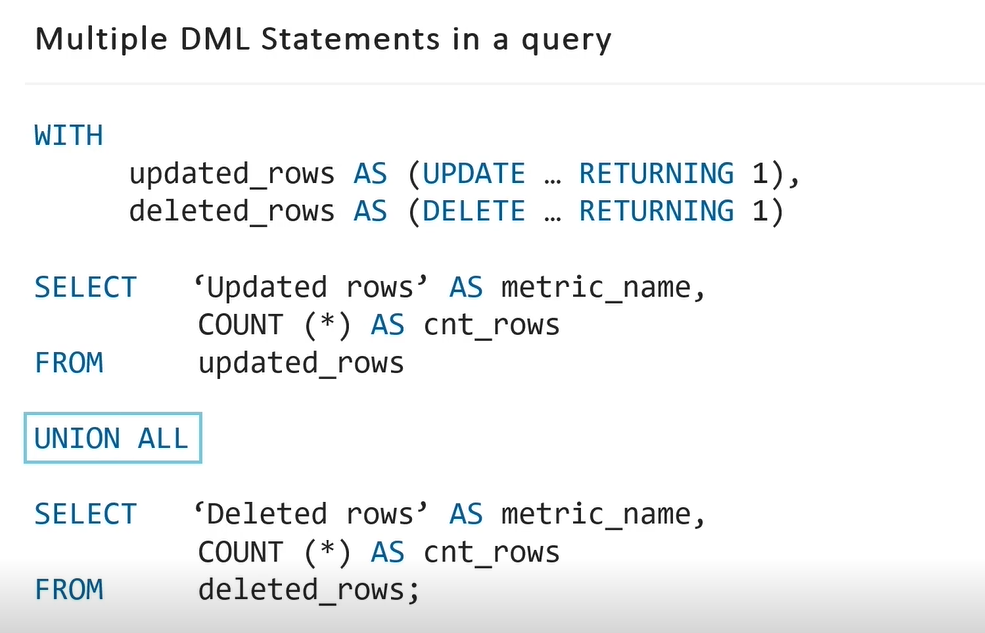 Multiple DML Statements in a query
WITH
updated_rows AS (UPDATE … RETURNING 1),
deleted_rows AS (DELETE … RETURNING 1)
SELECT ‘Updated rows’ AS metric_name,
COUNT (*) AS cnt_rows
FROM updated_rows
UNION ALL
SELECT ‘Deleted rows’ AS metric_name,
COUNT (*) AS cnt_rows
FROM deleted_rows;